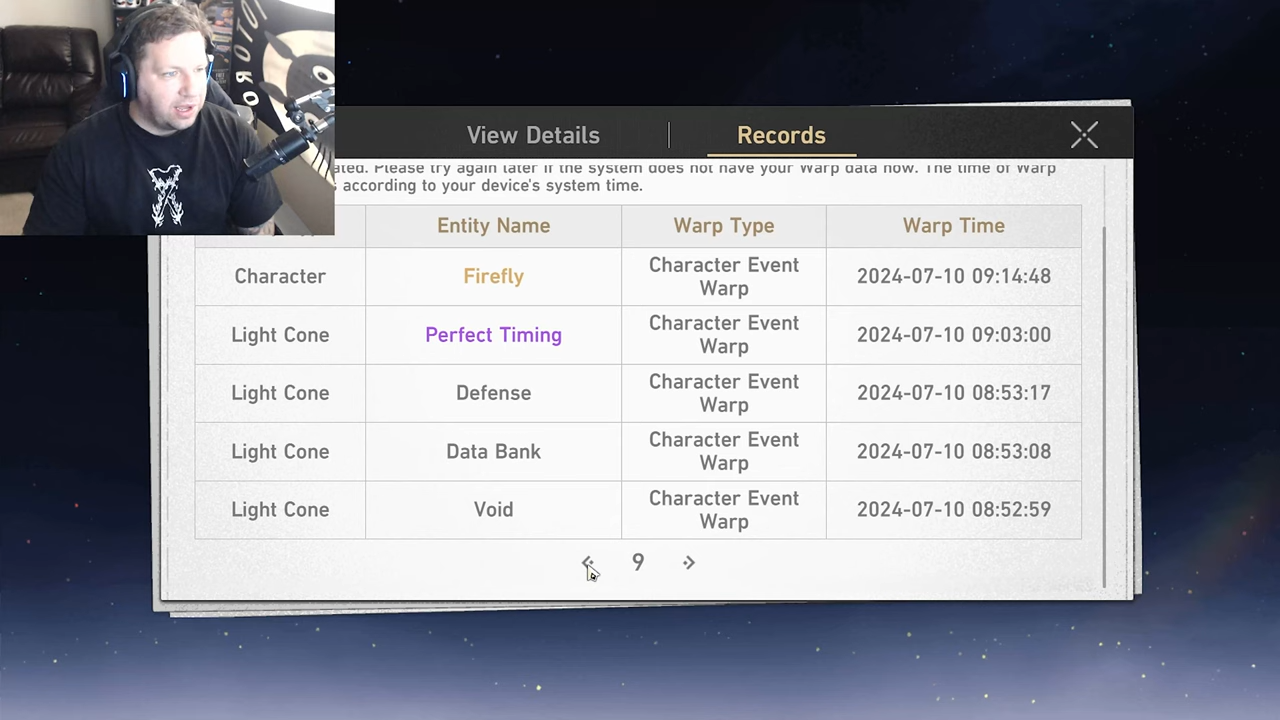 View Details
Records
ated. Please try again later if the system does not have your Warp data now. The time of Warp
according to your device's system time.
Entity Name
Warp Type
Warp Time
Character
Firefly
Character Event
Warp
2024-07-10 09:14:48
Light Cone
Perfect Timing
Character Event
Warp
2024-07-10 09:03:00
Light Cone
Defense
Character Event
Warp
2024-07-10 08:53:17
Light Cone
Data Bank
Character Event
Warp
2024-07-10 08:53:08
Light Cone
Void
Character Event
Warp
2024-07-10 08:52:59
9